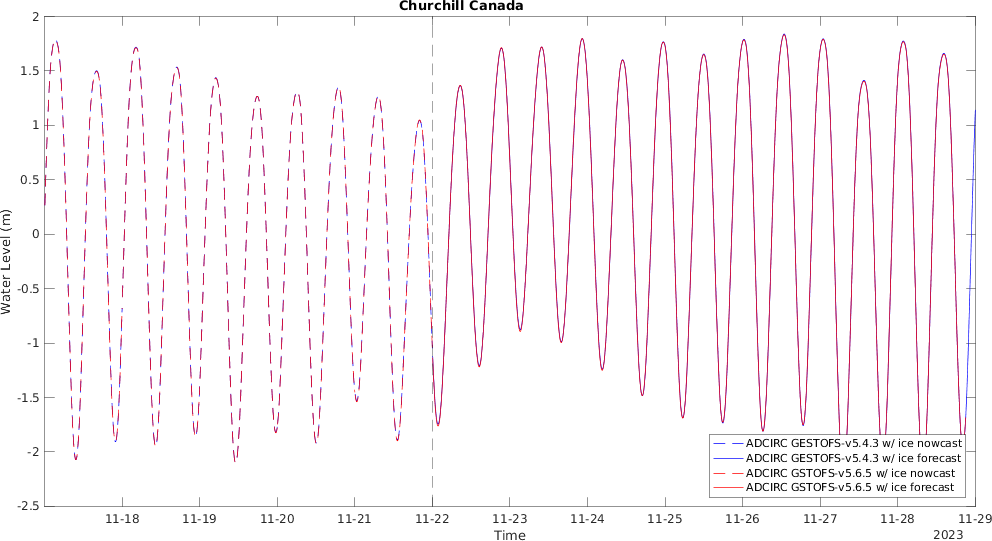 Churchill Canada
2
1.5
1
0.5
0
-0.5
-1
-1.5
-2
-2.5
Water Level (m)
11-18 11-19 11-20 11-21 11-22 11-23 11-24 11-25 11-26 11-27 11-28 11-29
Time
2023
ADCIRC GESTOFS-v5.4.3 w/ ice nowcast
ADCIRC GESTOFS-v5.4.3 w/ ice forecast
ADCIRC GSTOFS-v5.6.5 w/ ice nowcast
ADCIRC GSTOFS-v5.6.5 w/ ice forecast